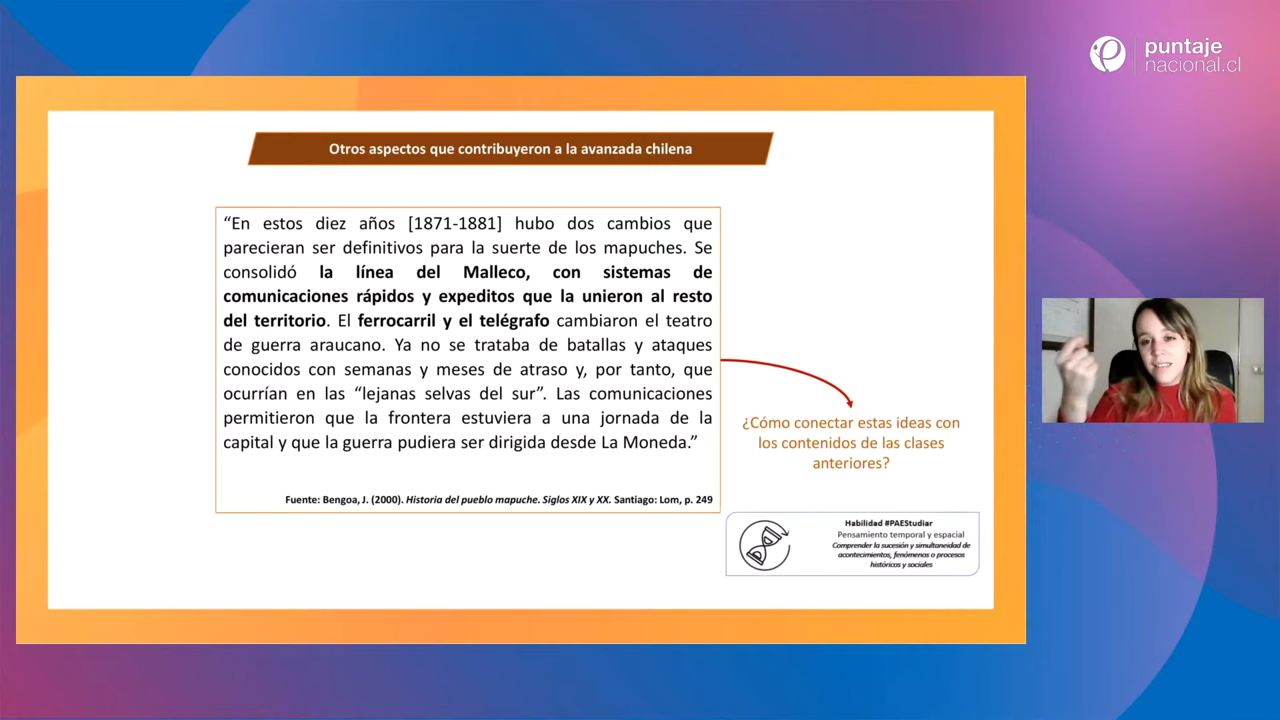 puntaje
nacional.cl
Otros aspectos que contribuyeron a la avanzada chilena
“En estos diez años [1871-1881] hubo dos cambios que
parecieran ser definitivos para la suerte de los mapuches. Se
consolidó la línea del Malleco, con sistemas de
comunicaciones rápidos y expeditos que la unieron al resto
del territorio. El ferrocarril y el telégrafo cambiaron el teatro
de guerra araucano. Ya no se trataba de batallas y ataques
conocidos con semanas y meses de atraso y, por tanto, que
ocurrían en las “lejanas selvas del sur”. Las comunicaciones
permitieron que la frontera estuviera a una jornada de la
capital y que la guerra pudiera ser dirigida desde La Moneda.”
Fuente: Bengoa, J. (2000). Historia del pueblo mapuche. Siglos XIX y XX. Santiago: Lom, p. 249
¿Cómo conectar estas ideas con
los contenidos de las clases
anteriores?
Habilidad #PAEStudiar
Pensamiento temporal y espacial
Comprender la sucesión y simultaneidad de
acontecimientos, fenómenos o procesos
históricos y sociales